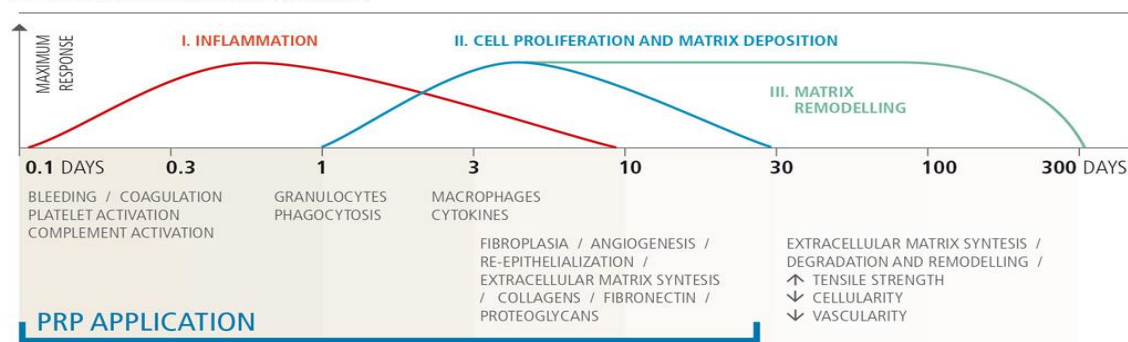 I. INFLAMMATION
II. CELL PROLIFERATION AND MATRIX DEPOSITION
MAXIMUM
RESPONSE
III. MATRIX
REMODELLING
0.1 DAYS 0.3 1 3 10 30 100 300 DAYS
BLEEDING / COAGULATION
PLATELET ACTIVATION
COMPLEMENT ACTIVATION
GRANULOCYTES
PHAGOCYTOSIS
MACROPHAGES
CYTOKINES
FIBROPLASIA / ANGIOGENESIS /
RE-EPITHELIALIZATION /
EXTRACELLULAR MATRIX SYNTESIS
/ COLLAGENS / FIBRONECTIN /
PROTEOGLYCANS
EXTRACELLULAR MATRIX SYNTESIS /
DEGRADATION AND REMODELLING /
↑ TENSILE STRENGTH
↓ CELLULARITY
↓ VASCULARITY
PRP APPLICATION